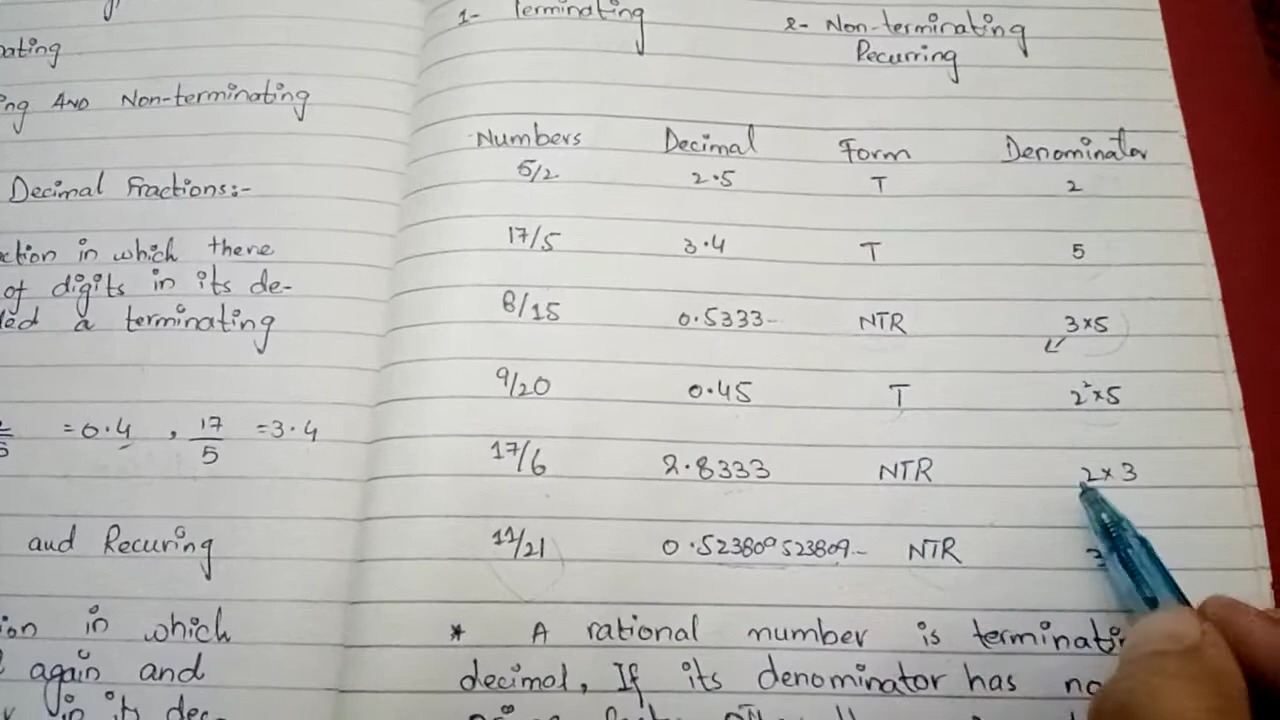 ating
ng AND Non-terminating
Decimal Fractions:-
ction in which there
of digits in its de-
led a terminating
=0.4 , 17/5 =3.4
and Recuring
ion in which
again and
1- Terminating 2- Non-terminating
Recurring
Numbers Decimal Form Denominator
5/2 2.5 T 2
17/5 3.4 T 5
8/15 0.5333- NTR 3×5
9/20 0.45 T 2²×5
17/6 2.8333 NTR 2×3
11/21 0.523809523809-- NTR 3
* A rational number is terminatin
decimal, If its denominator has no